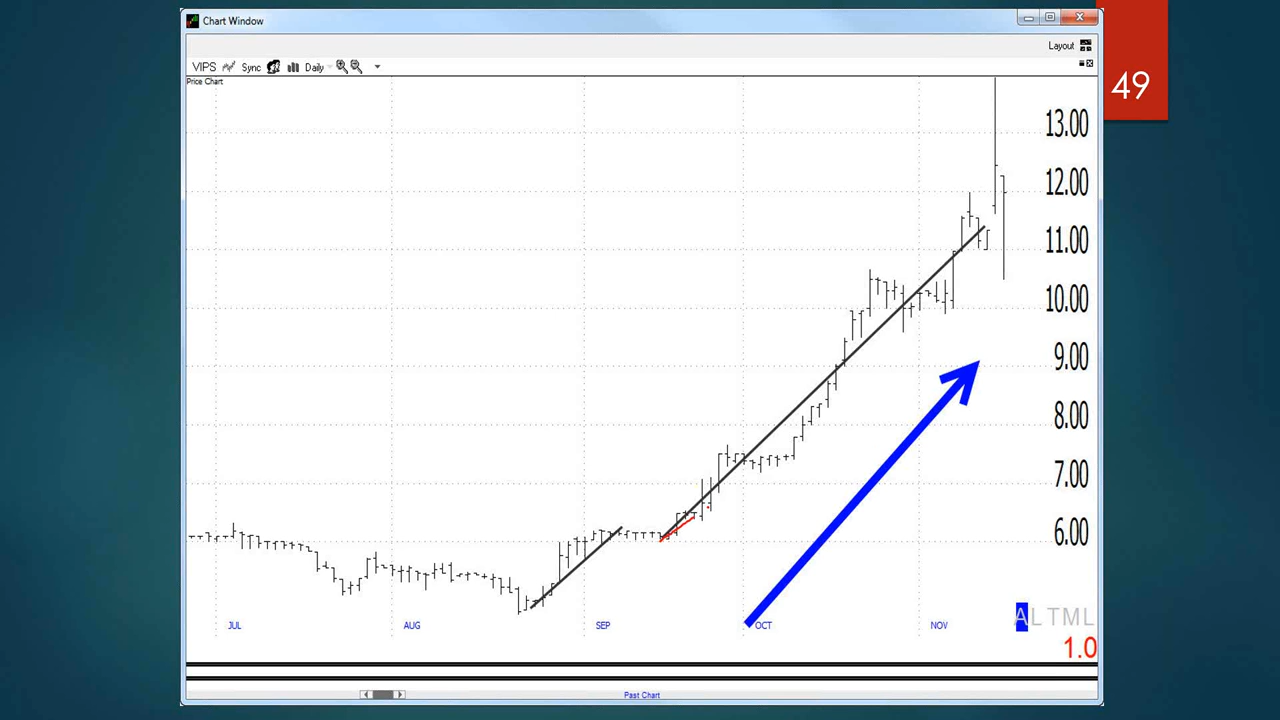 Chart Window
49
Layout
VIPS Sync Daily
Price Chart
13.00
12.00
11.00
10.00
9.00
8.00
7.00
6.00
JUL AUG SEP OCT NOV
ALTML
1.0
Past Chart